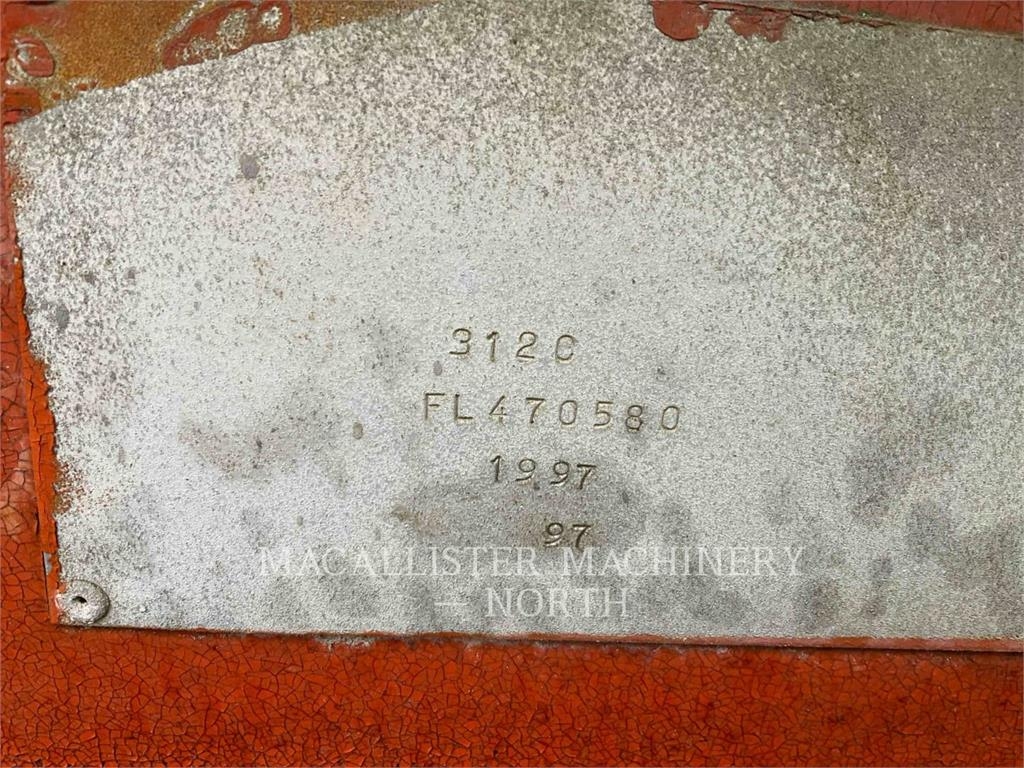 312C
FL470580
1997
97
MACALLISTER MACHINERY
— NORTH